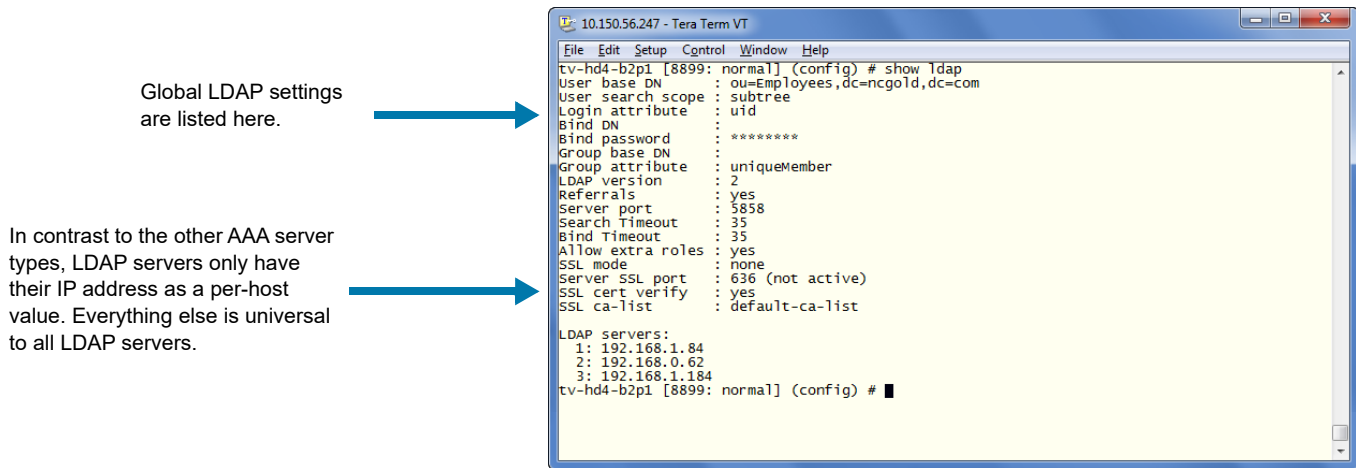 Global LDAP settings
are listed here.
In contrast to the other AAA server
types, LDAP servers only have
their IP address as a per-host
value. Everything else is universal
to all LDAP servers.
10.150.56.247 - Tera Term VT
File Edit Setup Control Window Help
tv-hd4-b2p1 [8899: normal] (config) # show ldap
User base DN : ou=Employees,dc=ncgold,dc=com
User search scope : subtree
Login attribute : uid
Bind DN :
Bind password : ********
Group base DN :
Group attribute : uniqueMember
LDAP version : 2
Referrals : yes
Server port : 5858
Search Timeout : 35
Bind Timeout : 35
Allow extra roles : yes
SSL mode : none
Server SSL port : 636 (not active)
SSL cert verify : yes
SSL ca-list : default-ca-list
LDAP servers:
1: 192.168.1.84
2: 192.168.0.62
3: 192.168.1.184
tv-hd4-b2p1 [8899: normal] (config) #